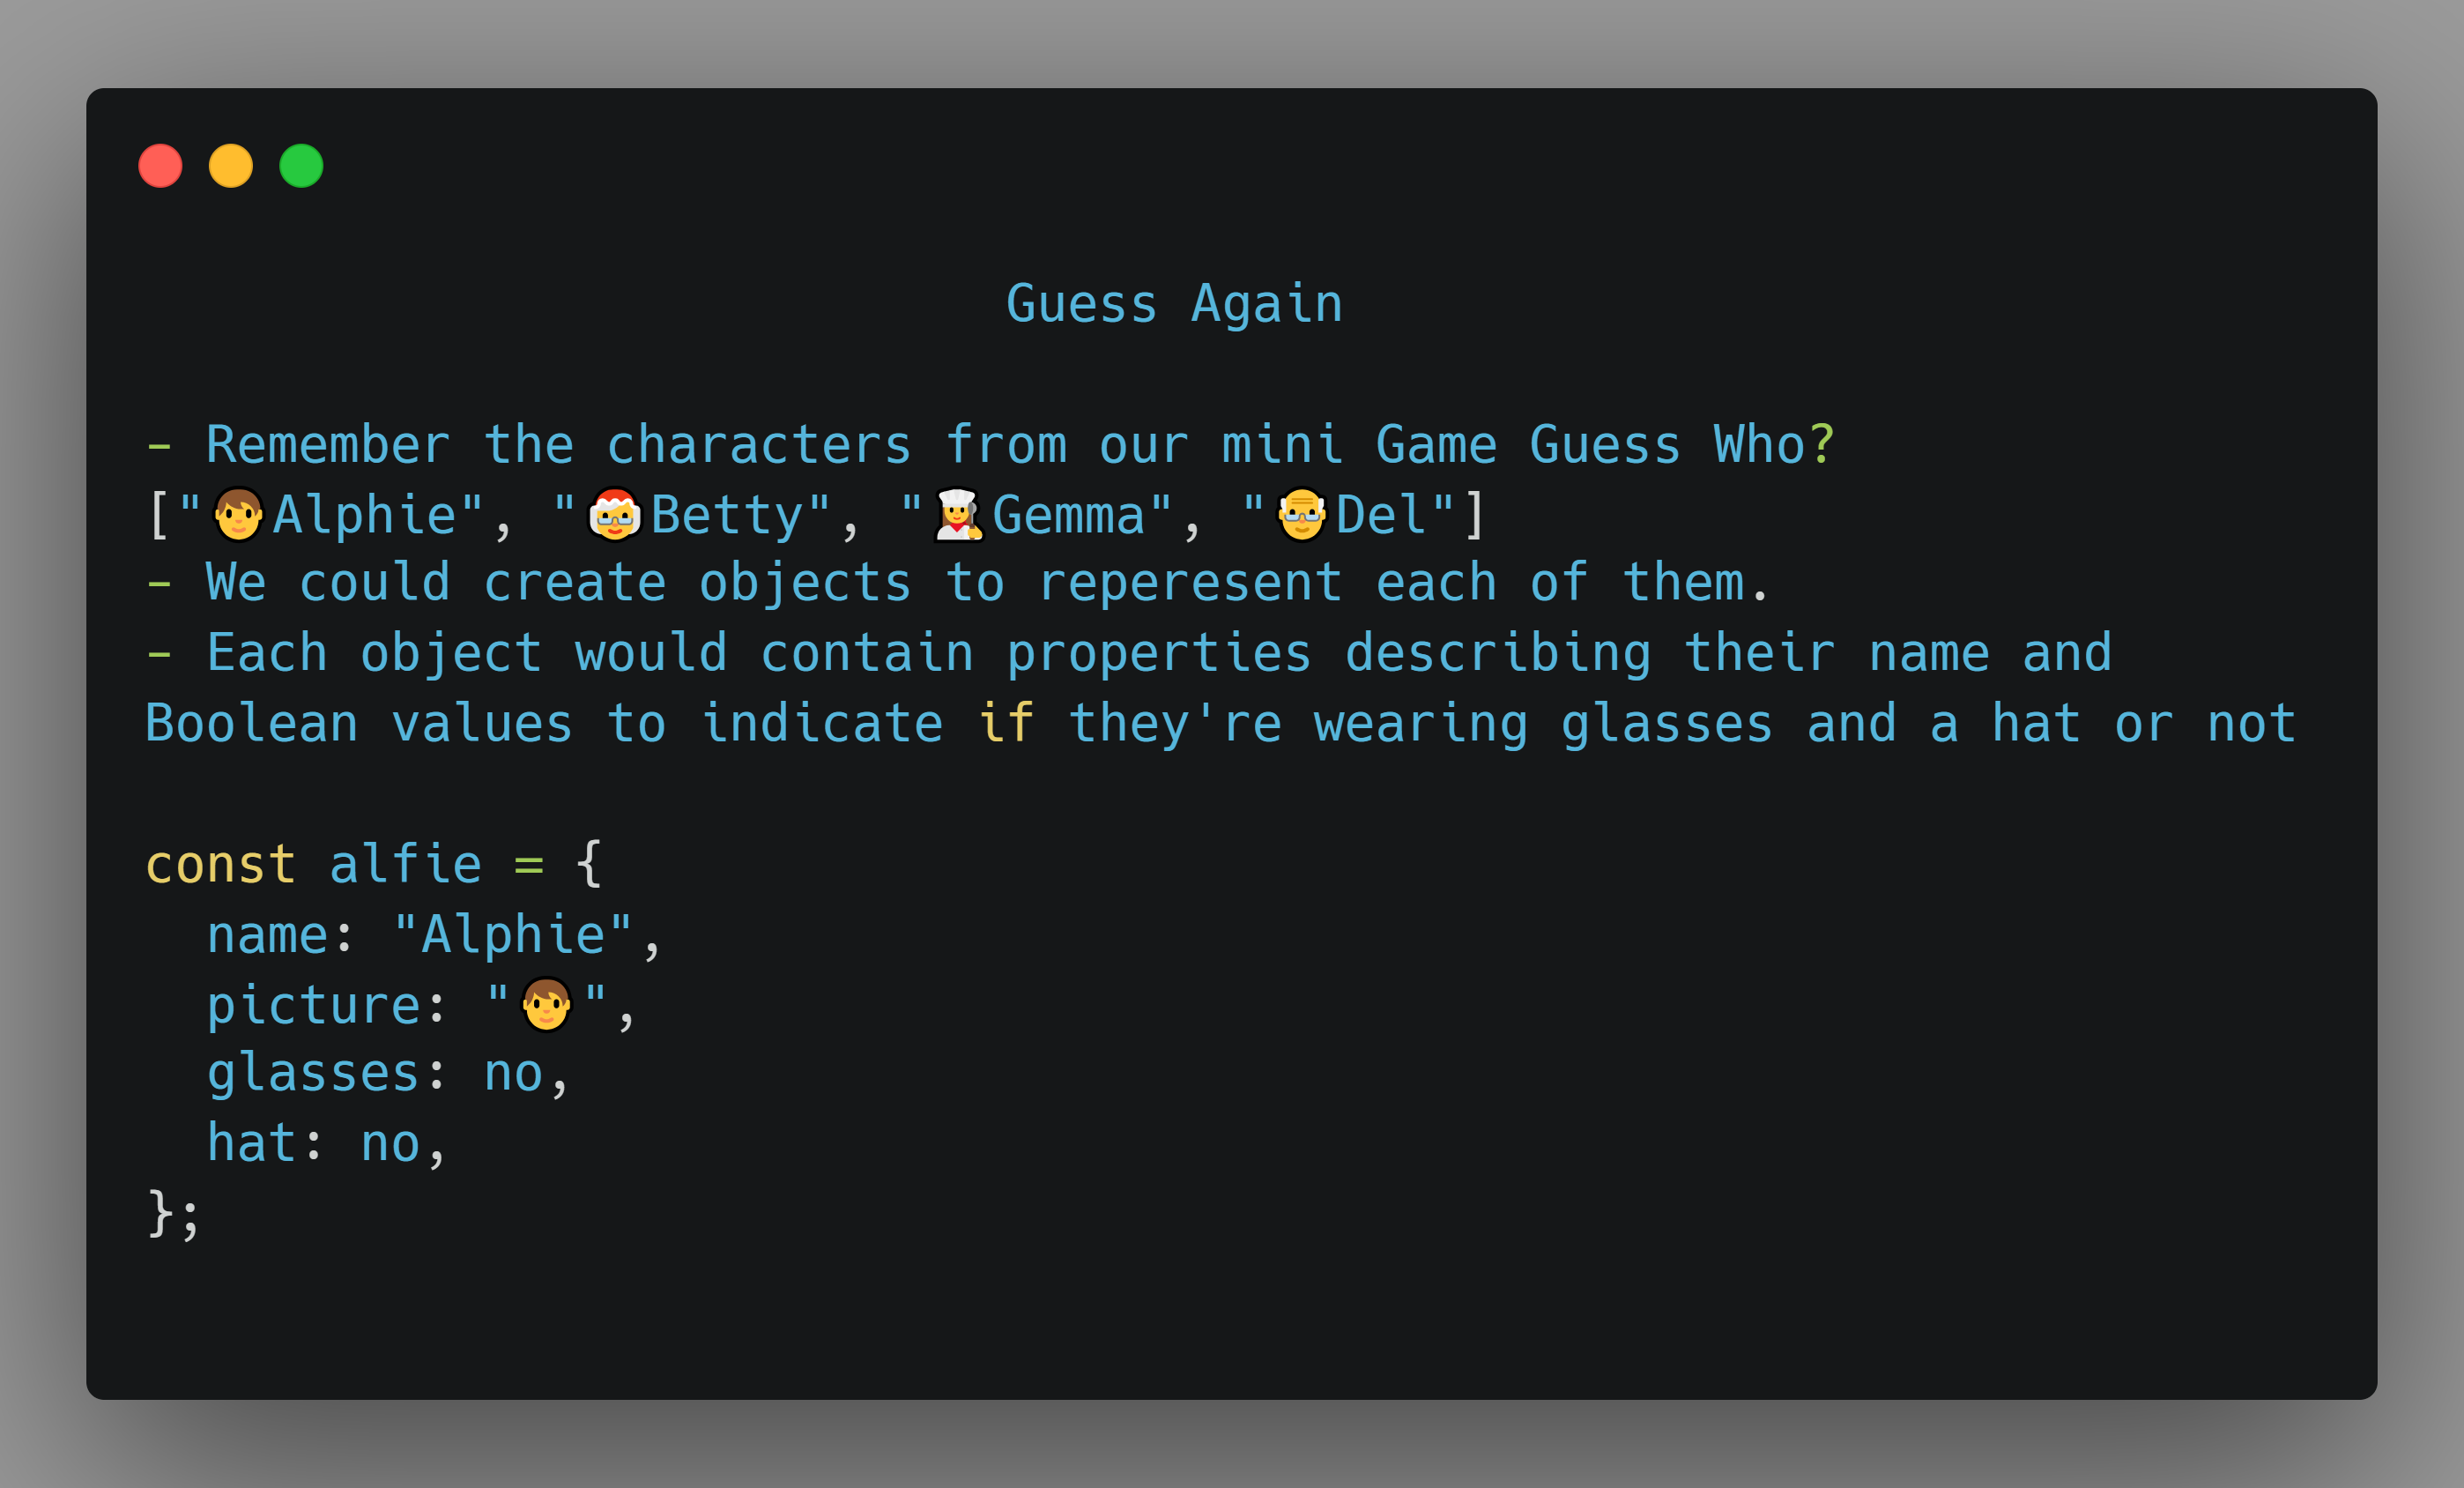 Guess Again
- Remember the characters from our mini Game Guess Who?
["👦Alphie", "🤶Betty", "👩‍🍳Gemma", "👴Del"]
- We could create objects to reperesent each of them.
- Each object would contain properties describing their name and
Boolean values to indicate if they're wearing glasses and a hat or not
const alfie = {
name: "Alphie",
picture: "👦",
glasses: no,
hat: no,
};